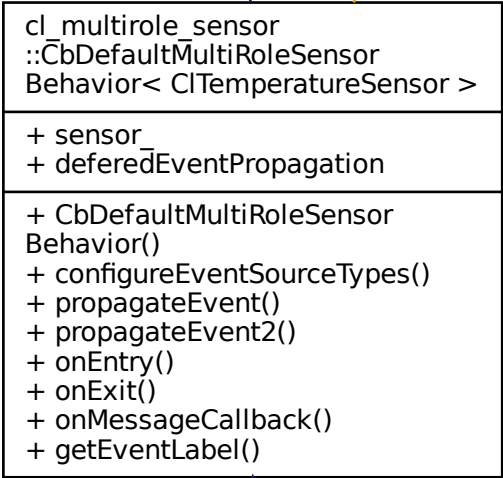 cl_multirole_sensor
::CbDefaultMultiRoleSensor
Behavior< ClTemperatureSensor >
+ sensor_
+ deferedEventPropagation
+ CbDefaultMultiRoleSensor
Behavior()
+ configureEventSourceTypes()
+ propagateEvent()
+ propagateEvent2()
+ onEntry()
+ onExit()
+ onMessageCallback()
+ getEventLabel()